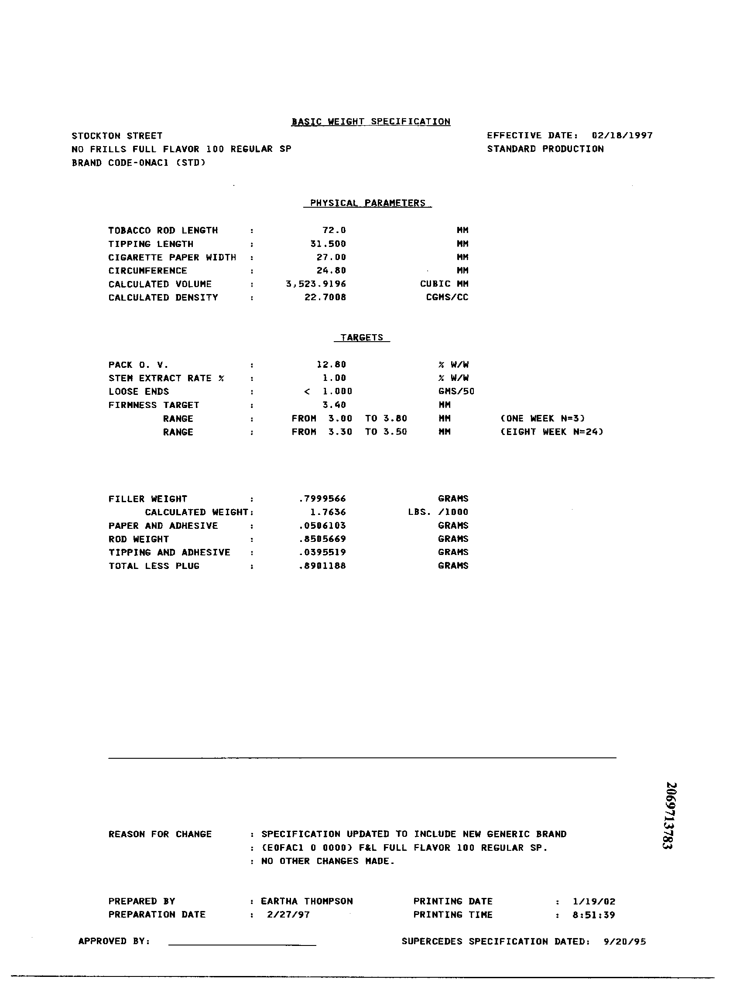 BASIC WEIGHT SPECIFICATION
STOCKTON STREET EFFECTIVE DATE: 02/18/1997
NO FRILLS FULL FLAVOR 100 REGULAR SP STANDARD PRODUCTION
BRAND CODE-0NAC1 (STD)
PHYSICAL PARAMETERS
TOBACCO ROD LENGTH : 72.0 MM
TIPPING LENGTH : 31.500 MM
CIGARETTE PAPER WIDTH : 27.00 MM
CIRCUMFERENCE : 24.80 MM
CALCULATED VOLUME : 3,523.9196 CUBIC MM
CALCULATED DENSITY : 22.7008 CGMS/CC
TARGETS
PACK O. V. : 12.80 % W/W
STEM EXTRACT RATE % : 1.00 % W/W
LOOSE ENDS : < 1.000 GMS/50
FIRMNESS TARGET : 3.40 MM
RANGE : FROM 3.00 TO 3.80 MM (ONE WEEK N=3)
RANGE : FROM 3.30 TO 3.50 MM (EIGHT WEEK N=24)
FILLER WEIGHT : .7999566 GRAMS
CALCULATED WEIGHT: 1.7636 LBS. /1000
PAPER AND ADHESIVE : .0506103 GRAMS
ROD WEIGHT : .8505669 GRAMS
TIPPING AND ADHESIVE : .0395519 GRAMS
TOTAL LESS PLUG : .8901188 GRAMS
2069713783
REASON FOR CHANGE : SPECIFICATION UPDATED TO INCLUDE NEW GENERIC BRAND
: (E0FAC1 0 0000) F&L FULL FLAVOR 100 REGULAR SP.
: NO OTHER CHANGES MADE.
PREPARED BY : EARTHA THOMPSON PRINTING DATE : 1/19/02
PREPARATION DATE : 2/27/97 PRINTING TIME : 8:51:39
APPROVED BY: SUPERCEDES SPECIFICATION DATED: 9/20/95